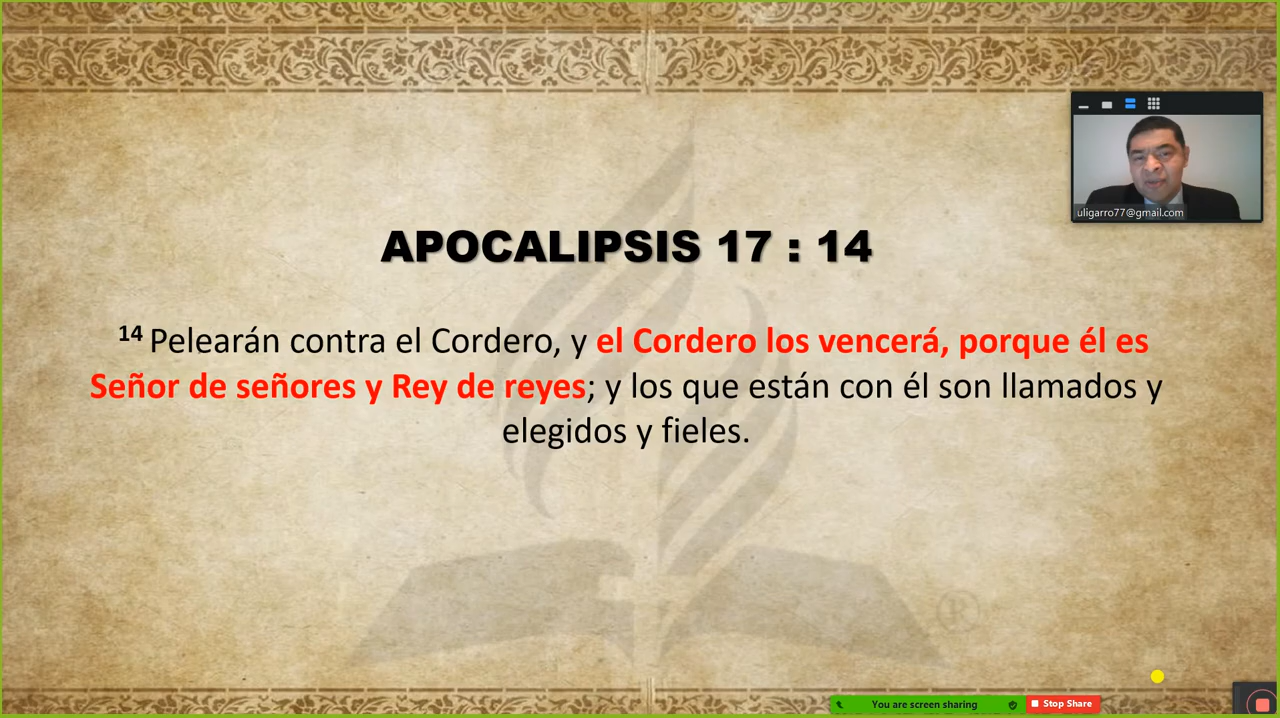 uligarro77@gmail.com
APOCALIPSIS 17 : 14
14 Pelearán contra el Cordero, y el Cordero los vencerá, porque él es
Señor de señores y Rey de reyes; y los que están con él son llamados y
elegidos y fieles.
®
You are screen sharing
Stop Share